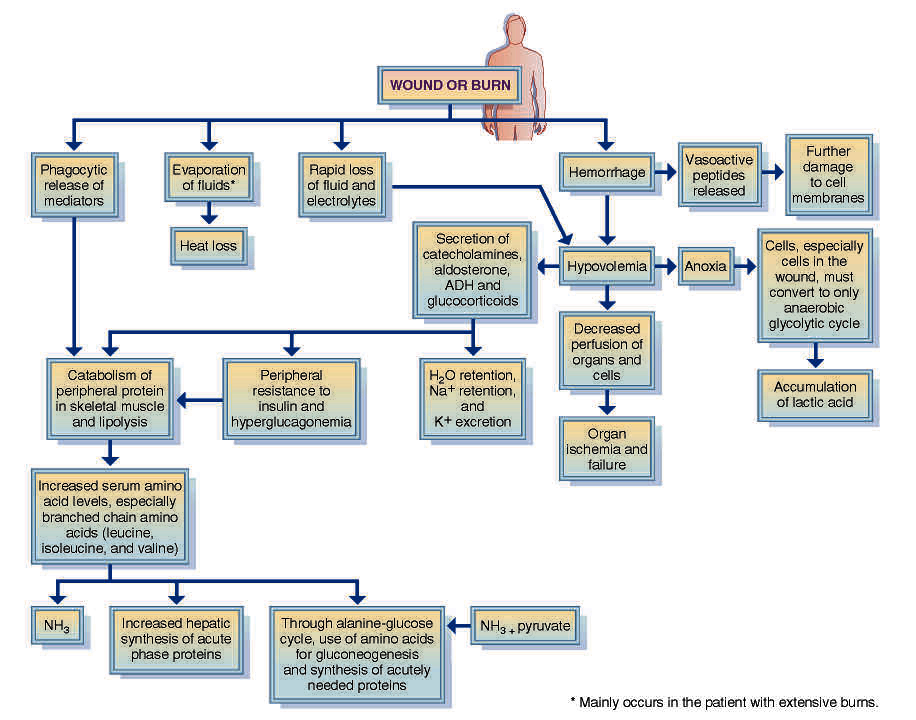 WOUND OR BURN
Phagocytic
release of
mediators
Evaporation
of fluids*
Rapid loss
of fluid and
electrolytes
Hemorrhage
Vasoactive
peptides
released
Further
damage
to cell
membranes
Heat loss
Secretion of
catecholamines,
aldosterone,
ADH and
glucocorticoids
Hypovolemia
Anoxia
Cells, especially
cells in the
wound, must
convert to only
anaerobic
glycolytic cycle
Decreased
perfusion of
organs and
cells
Catabolism of
peripheral protein
in skeletal muscle
and lipolysis
Peripheral
resistance to
insulin and
hyperglucagonemia
H2O retention,
Na+ retention,
and
K+ excretion
Accumulation
of lactic acid
Organ
ischemia and
failure
Increased serum amino
acid levels, especially
branched chain amino
acids (leucine,
isoleucine, and valine)
NH3
Increased hepatic
synthesis of acute
phase proteins
Through alanine-glucose
cycle, use of amino acids
for gluconeogenesis
and synthesis of acutely
needed proteins
NH3 + pyruvate
* Mainly occurs in the patient with extensive burns.